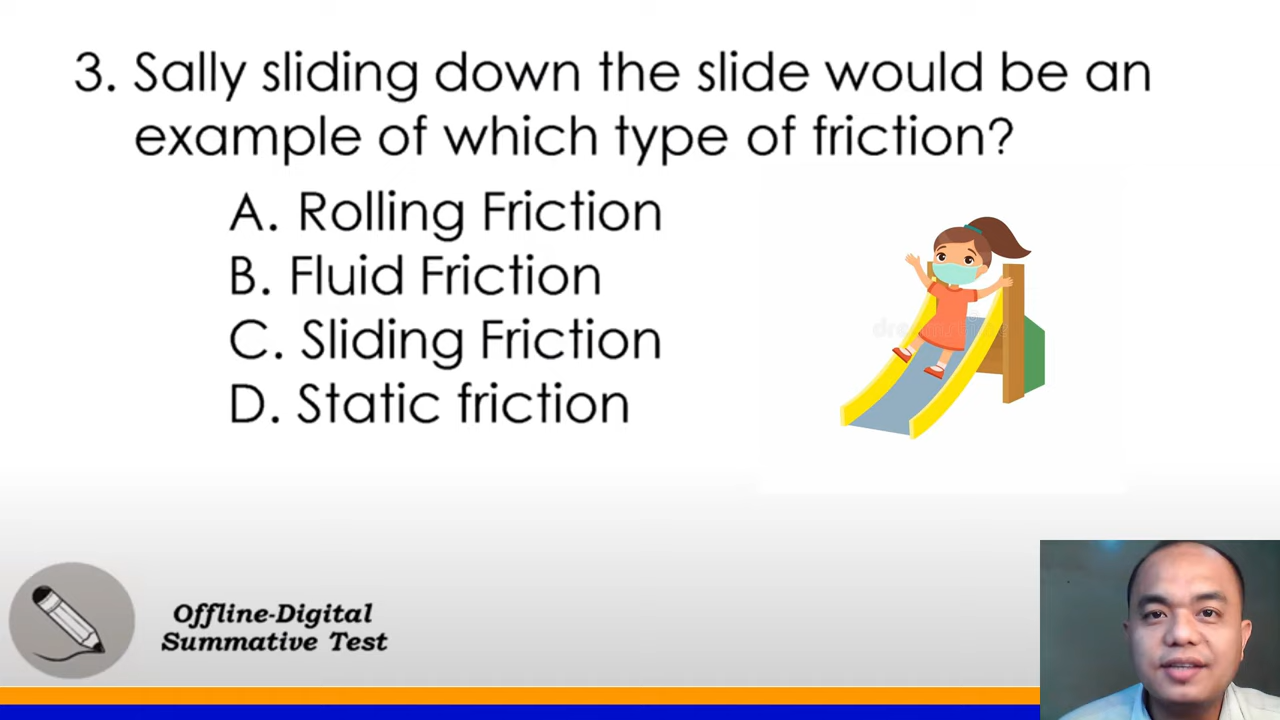 3. Sally sliding down the slide would be an
example of which type of friction?
A. Rolling Friction
B. Fluid Friction
C. Sliding Friction
D. Static friction
Offline-Digital
Summative Test